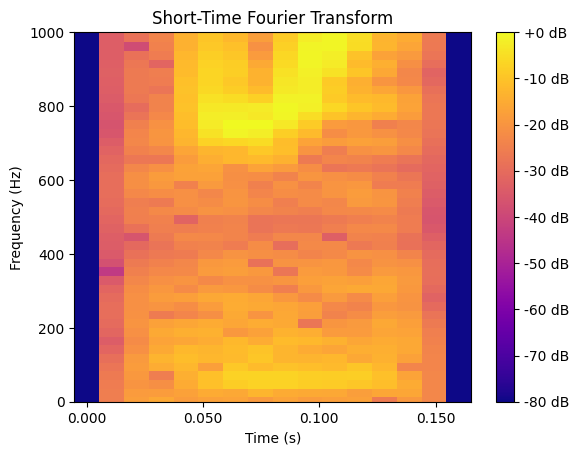 Short-Time Fourier Transform
1000
800
600
400
200
0
Frequency (Hz)
0.000
0.050
0.100
0.150
Time (s)
+0 dB
-10 dB
-20 dB
-30 dB
-40 dB
-50 dB
-60 dB
-70 dB
-80 dB